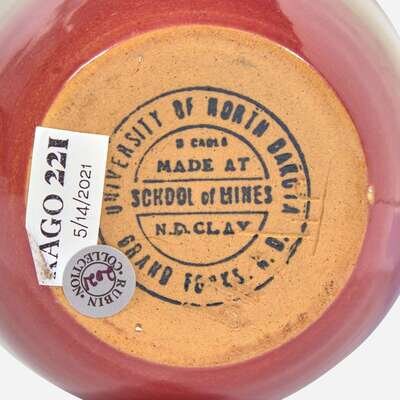 UNIVERSITY OF NORTH DAKOTA
MADE AT
SCHOOL of MINES
N.D. CLAY
GRAND FORKS, N.D.
RAGO 221
5/14/2021
RUBIN
COLLECTION